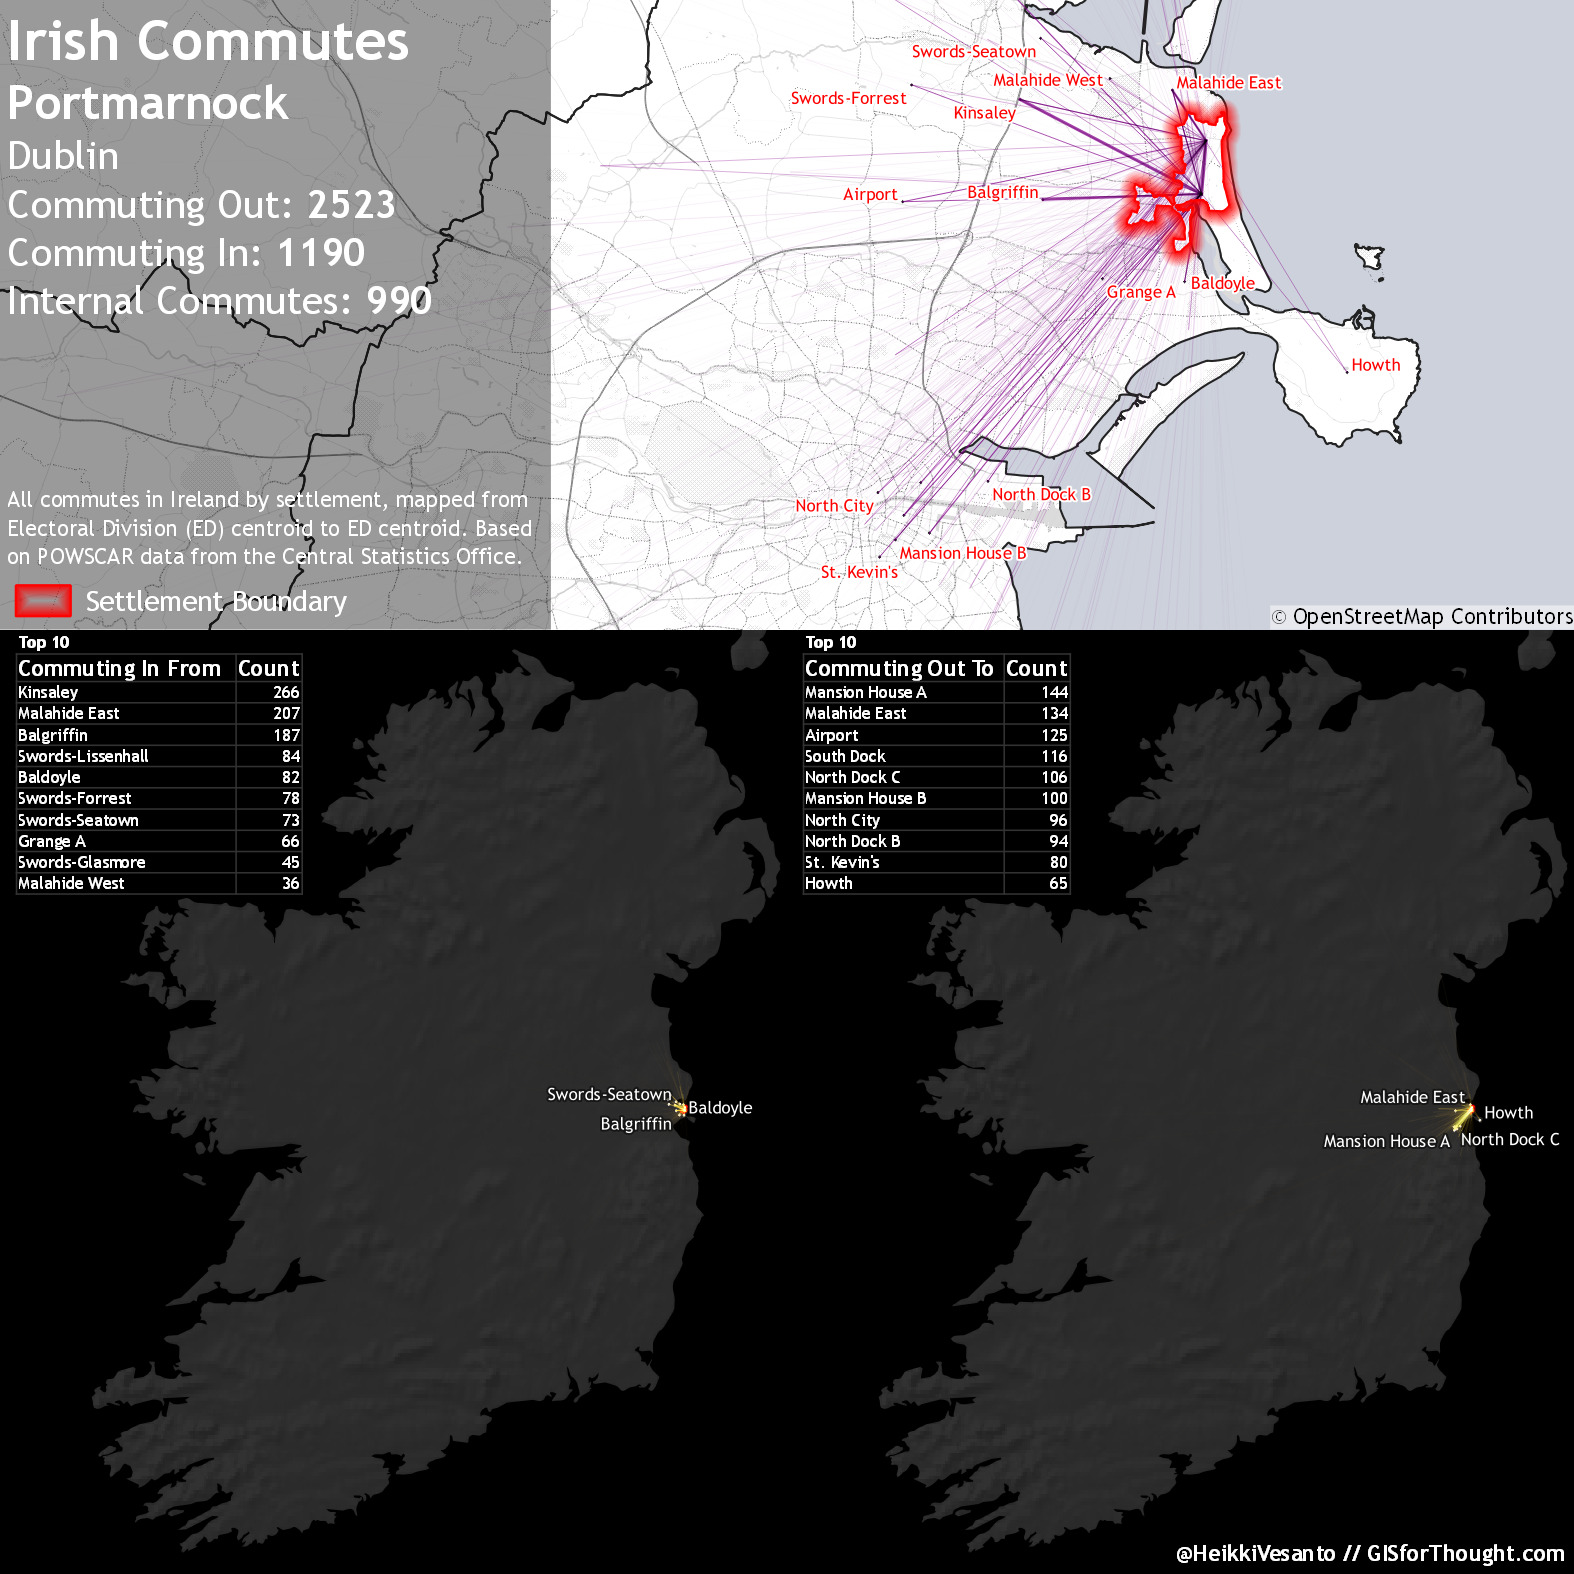 Irish Commutes
Portmarnock
Dublin
Commuting Out: 2523
Commuting In: 1190
Internal Commutes: 990
All commutes in Ireland by settlement, mapped from
Electoral Division (ED) centroid to ED centroid. Based
on POWSCAR data from the Central Statistics Office.
Settlement Boundary
Swords-Seatown
Malahide West
Malahide East
Swords-Forrest
Kinsaley
Airport
Balgriffin
Grange A
Baldoyle
Howth
North City
North Dock B
Mansion House B
St. Kevin's
© OpenStreetMap Contributors
Top 10
Commuting In From Count
Kinsaley 266
Malahide East 207
Balgriffin 187
Swords-Lissenhall 84
Baldoyle 82
Swords-Forrest 78
Swords-Seatown 73
Grange A 66
Swords-Glasmore 45
Malahide West 36
Top 10
Commuting Out To Count
Mansion House A 144
Malahide East 134
Airport 125
South Dock 116
North Dock C 106
Mansion House B 100
North City 96
North Dock B 94
St. Kevin's 80
Howth 65
Swords-Seatown
Baldoyle
Balgriffin
Malahide East
Howth
Mansion House A
North Dock C
@HeikkiVesanto // GISforThought.com